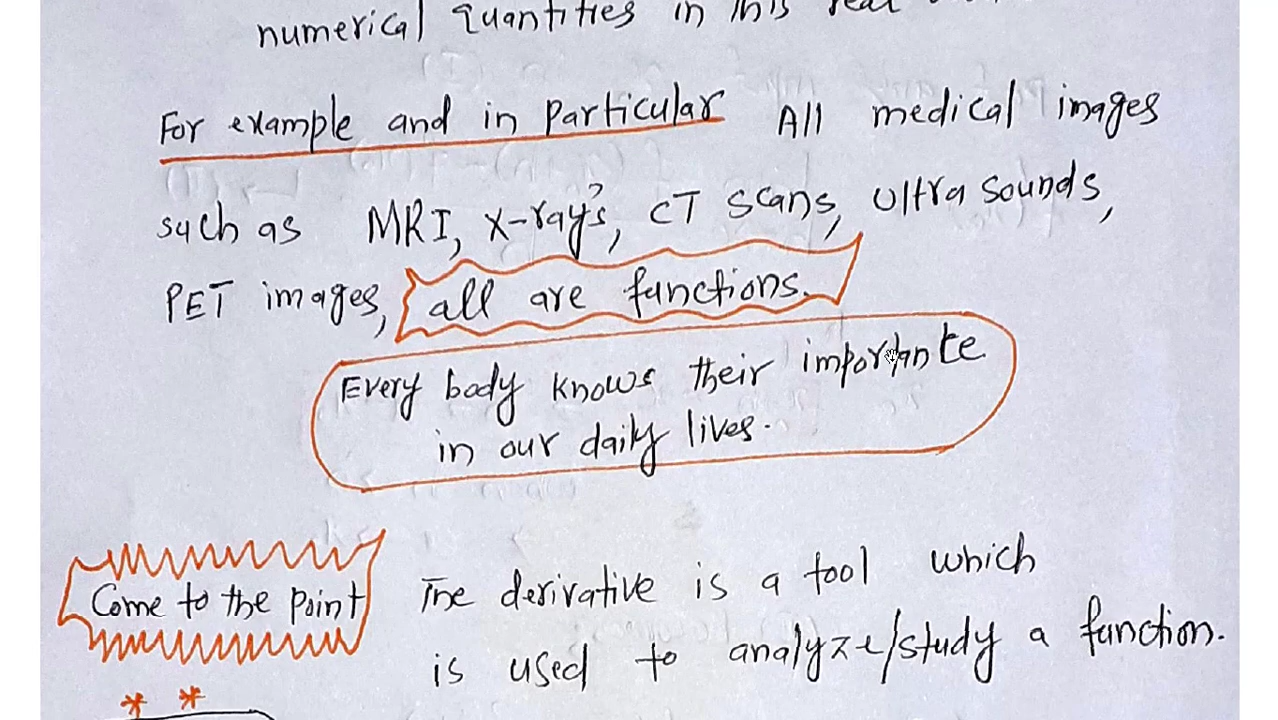 numerical quantities in this real
For example and in particular All medical images
such as MRI, X-ray's, CT scans, Ultra sounds,
PET images, all are functions.
Every body knows their importance
in our daily lives.
Come to the point The derivative is a tool which
is used to analyze/study a function.
* *